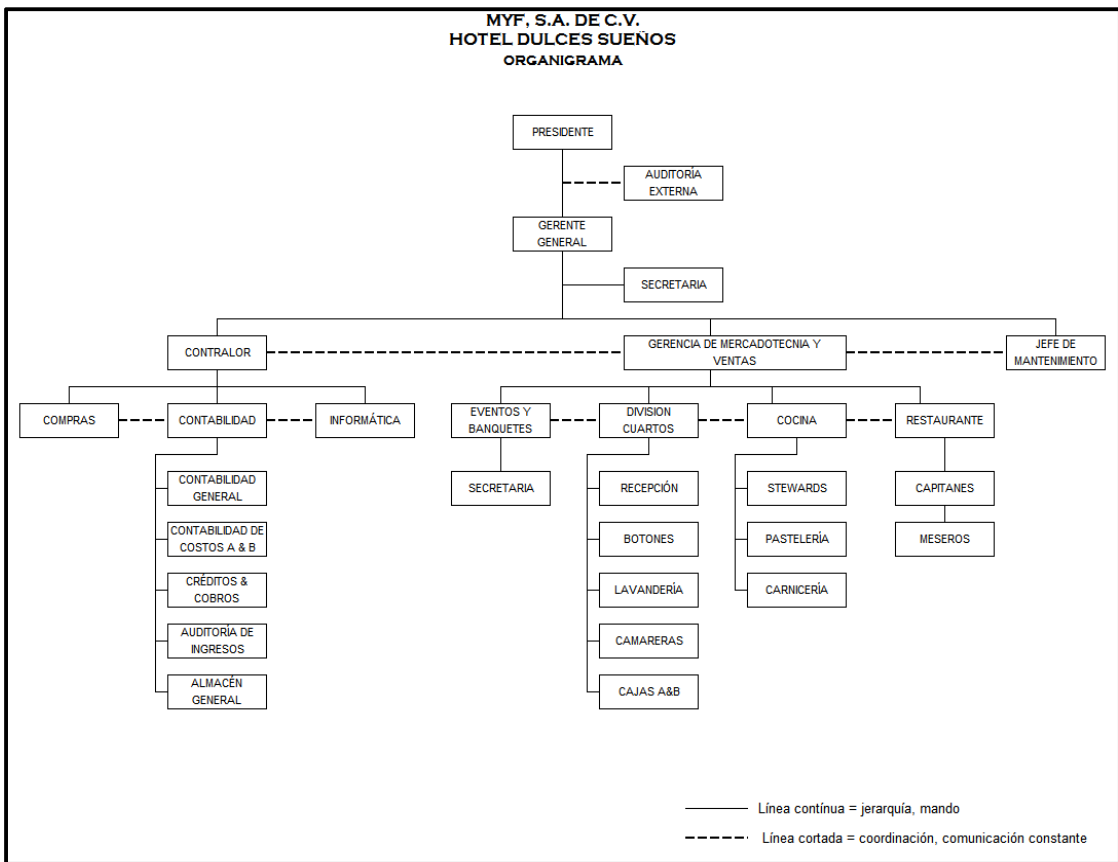 MYF, S.A. DE C.V.
HOTEL DULCES SUEÑOS
ORGANIGRAMA
PRESIDENTE
AUDITORÍA
EXTERNA
GERENTE
GENERAL
SECRETARIA
CONTRALOR
GERENCIA DE MERCADOTECNIA Y
VENTAS
JEFE DE
MANTENIMIENTO
COMPRAS
CONTABILIDAD
INFORMÁTICA
EVENTOS Y
BANQUETES
DIVISION
CUARTOS
COCINA
RESTAURANTE
CONTABILIDAD
GENERAL
SECRETARIA
RECEPCIÓN
STEWARDS
CAPITANES
CONTABILIDAD DE
COSTOS A & B
BOTONES
PASTELERÍA
MESEROS
CRÉDITOS &
COBROS
LAVANDERÍA
CARNICERÍA
AUDITORÍA DE
INGRESOS
CAMARERAS
ALMACÉN
GENERAL
CAJAS A&B
Línea contínua = jerarquía, mando
Línea cortada = coordinación, comunicación constante